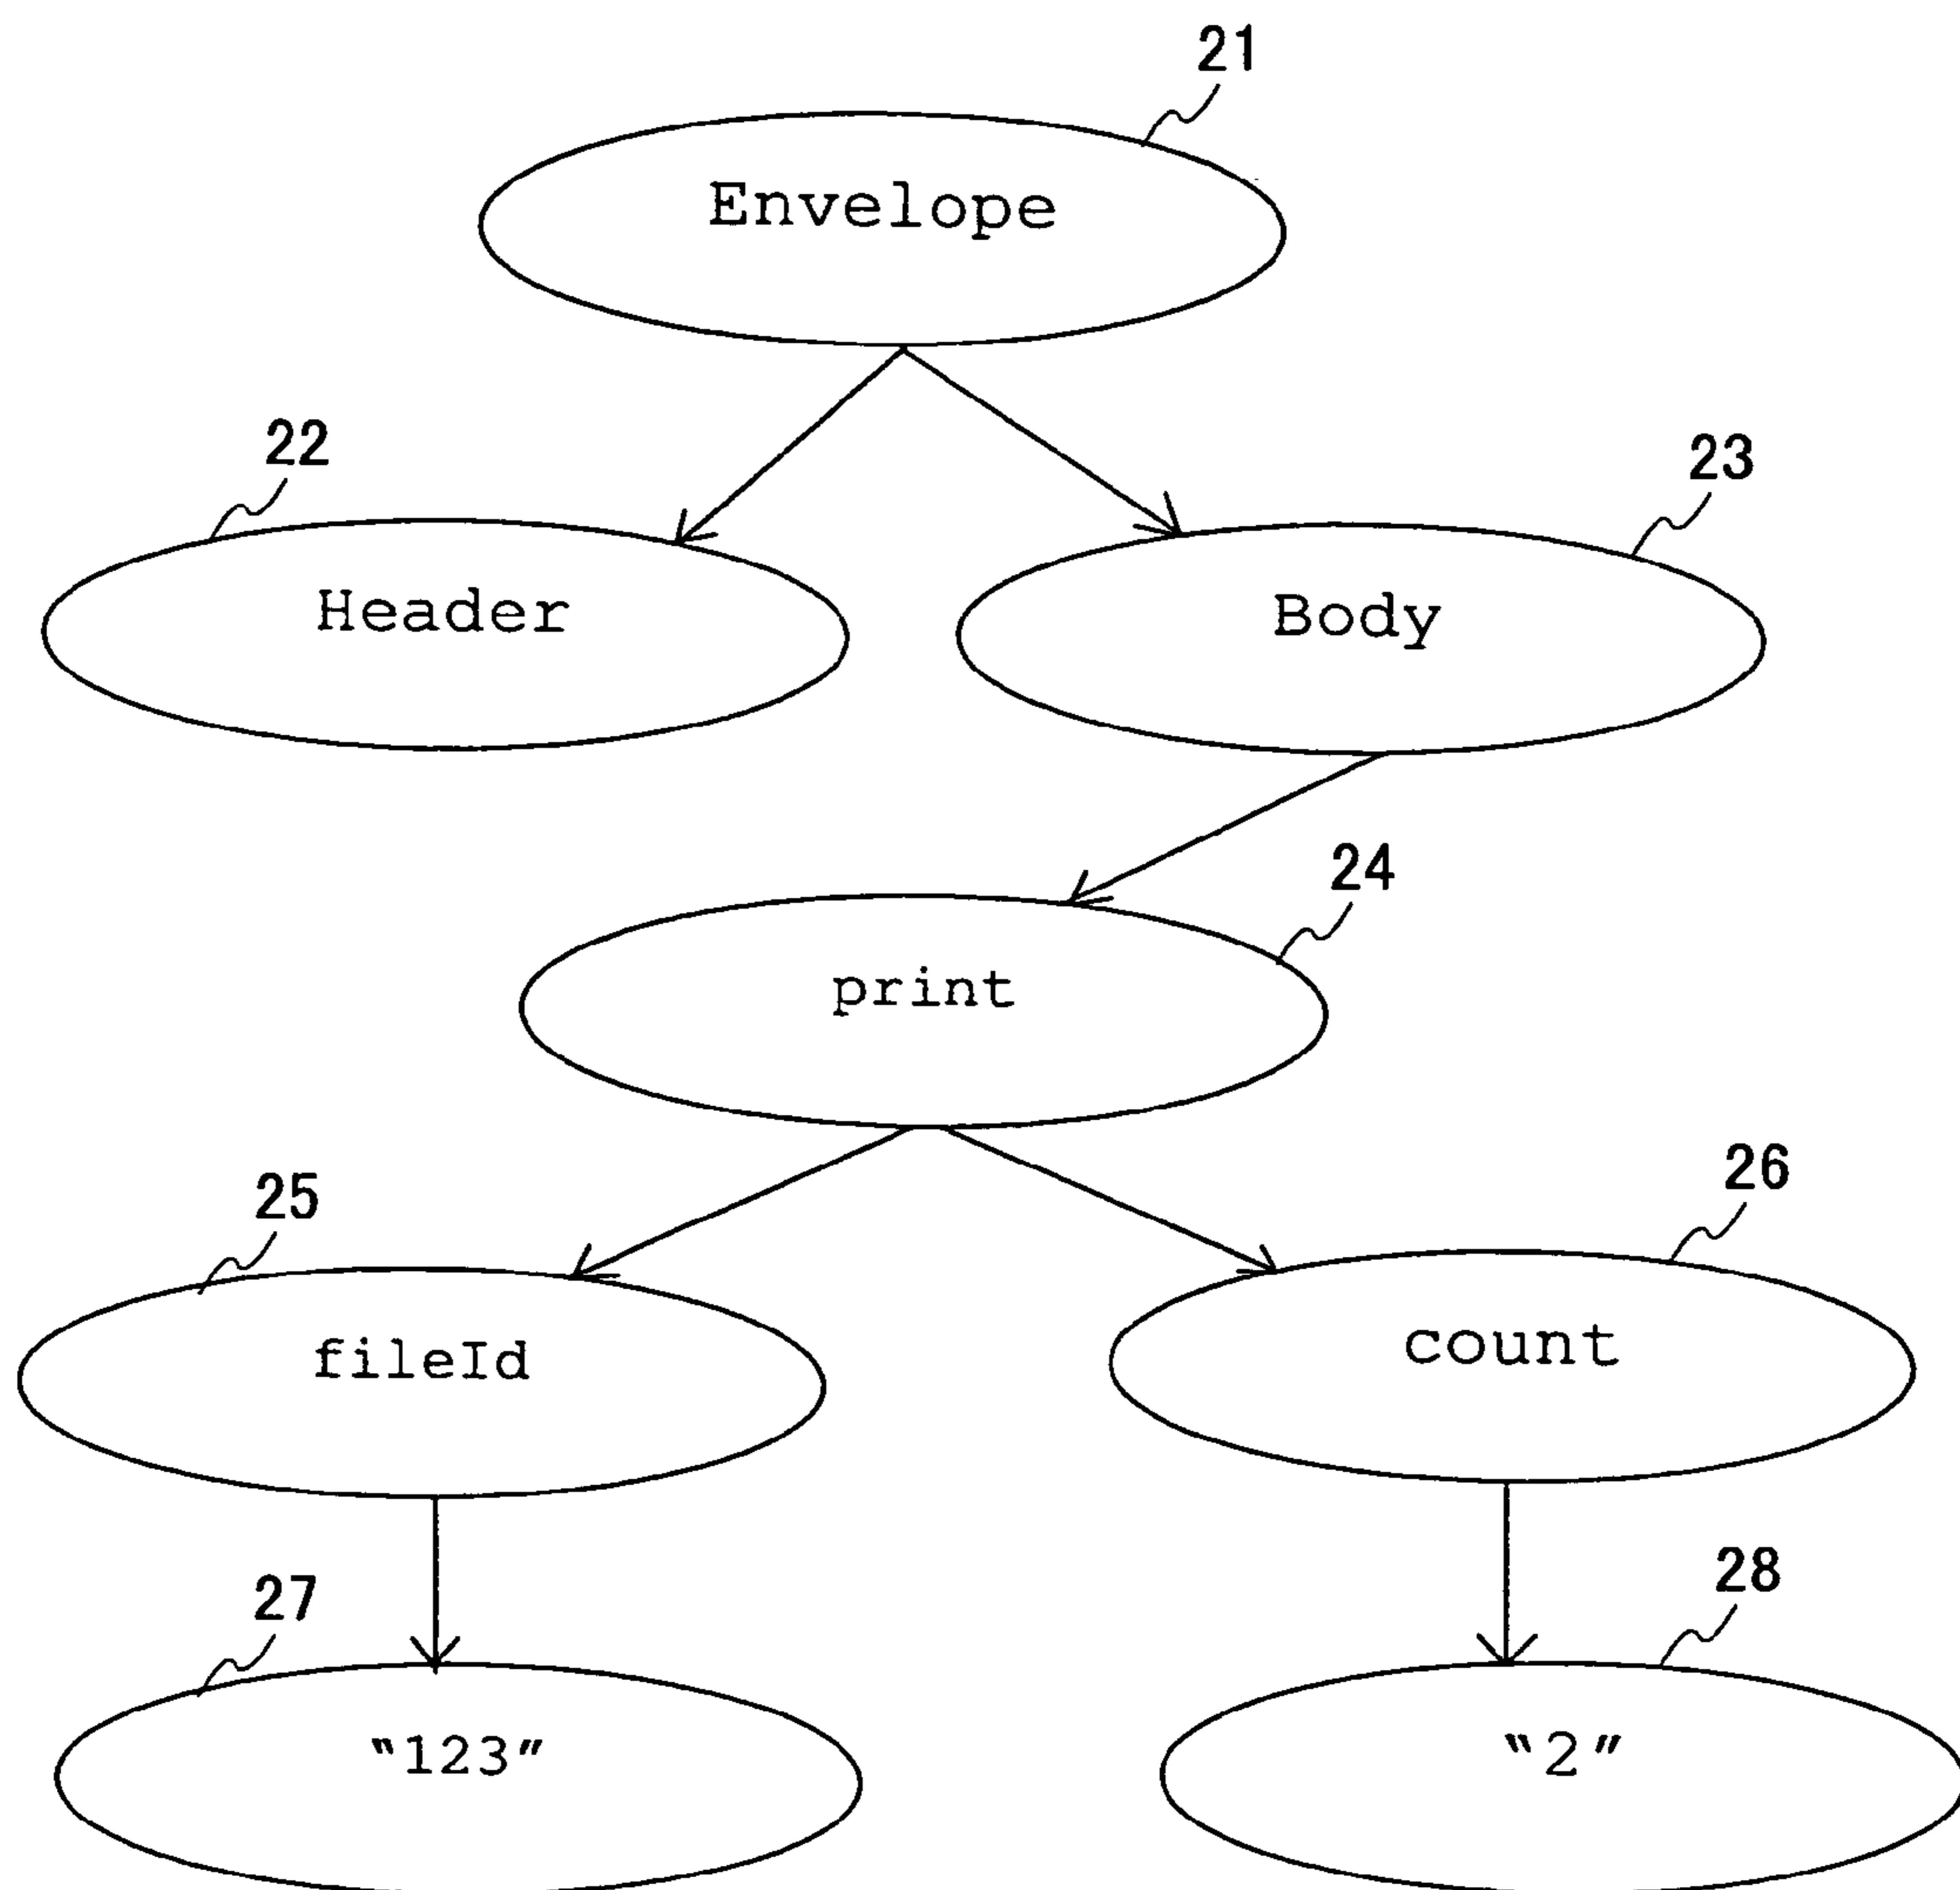 21
Envelope
22
23
Header
Body
24
print
25
26
fileId
count
27
28
“123”
“2”